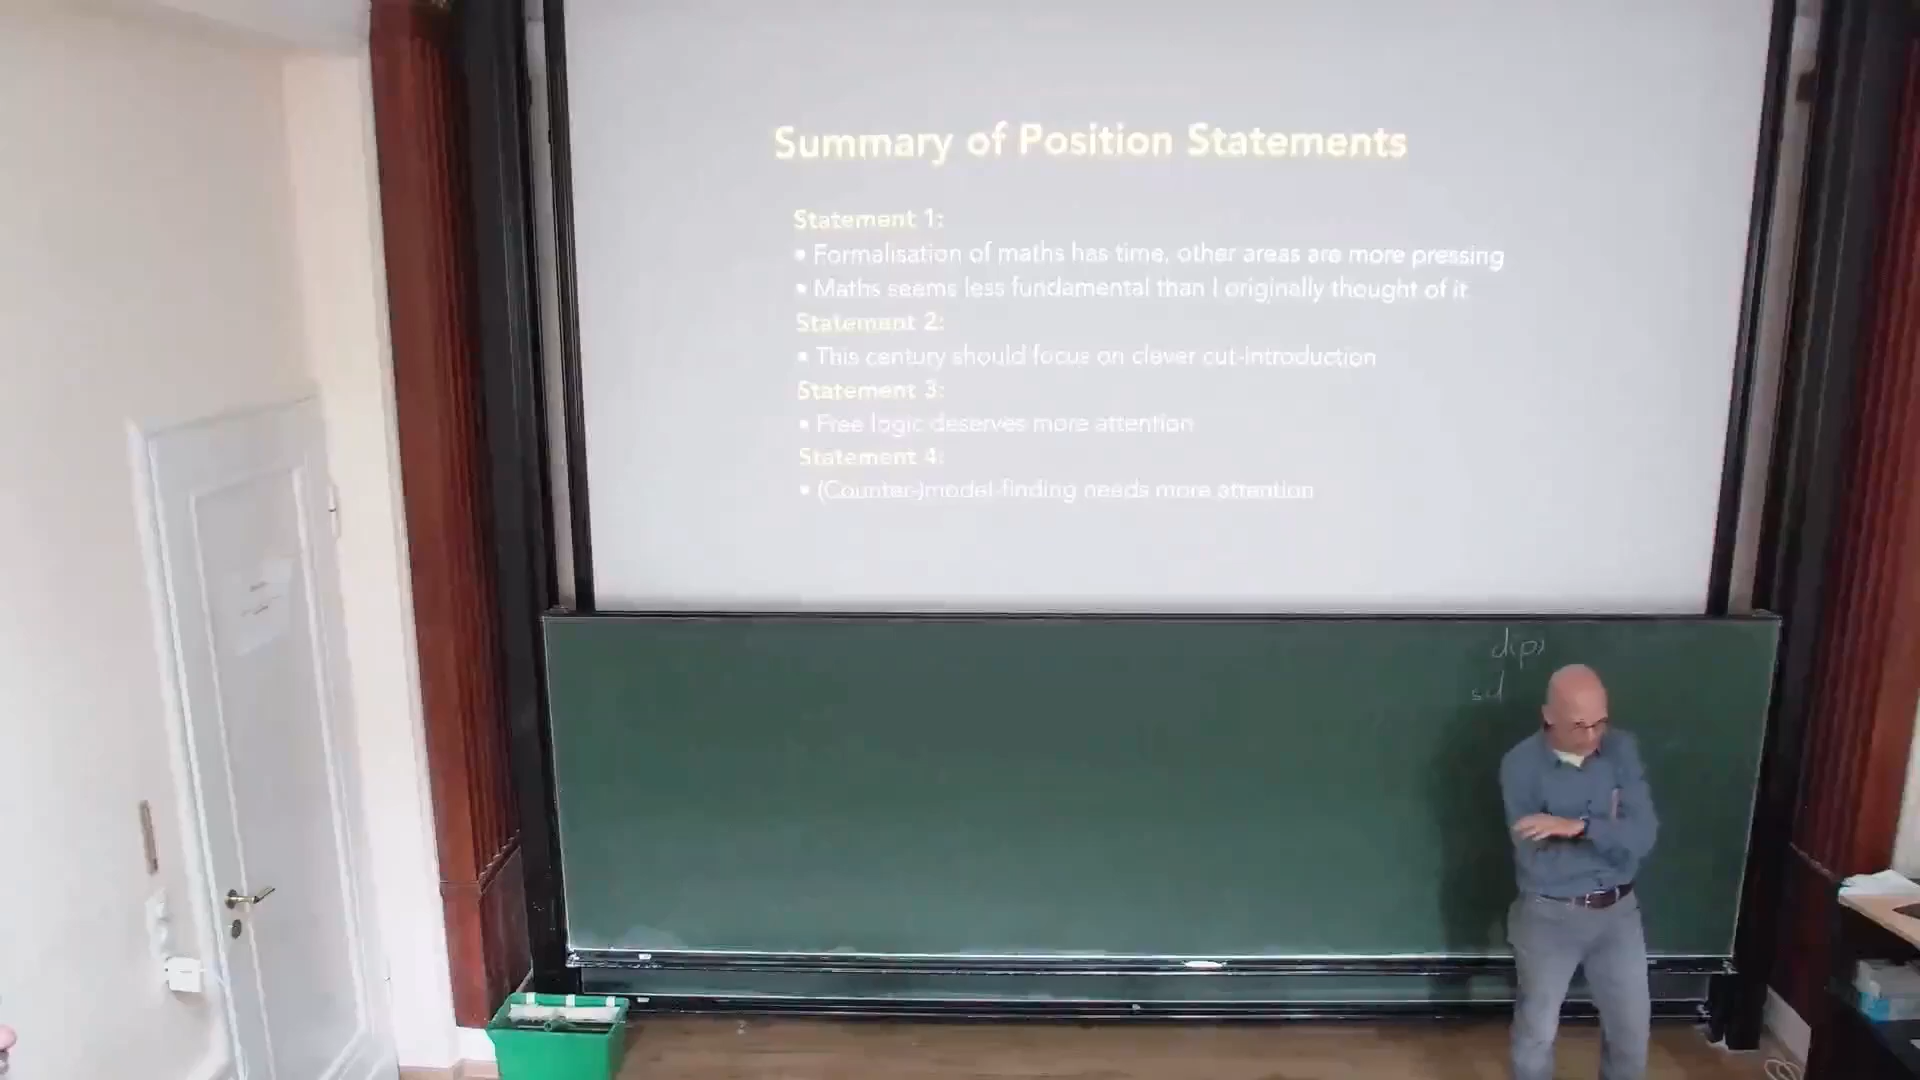 Summary of Position Statements
Statement 1:
• Formalisation of maths has time, other areas are more pressing
• Maths seems less fundamental than I originally thought of it
Statement 2:
• This century should focus on clever cut-introduction
Statement 3:
• Free logic deserves more attention
Statement 4:
• (Counter-)model-finding needs more attention